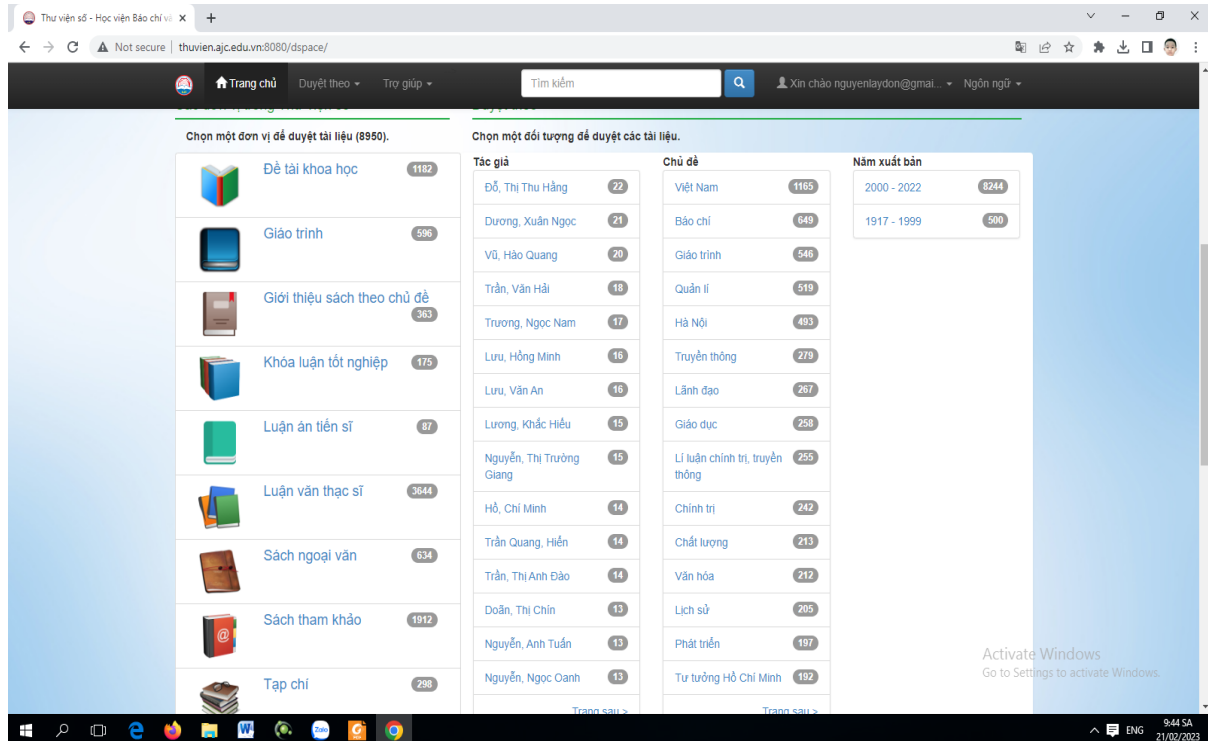 Thư viện số - Học viện Báo chí và
Not secure thuvien.ajc.edu.vn:8080/dspace/
Trang chủ Duyệt theo Trợ giúp Tìm kiếm Xin chào nguyenlaydon@gmai... Ngôn ngữ
Chọn một đơn vị để duyệt tài liệu (8950).
Đề tài khoa học 1182
Giáo trình 596
Giới thiệu sách theo chủ đề
363
Khóa luận tốt nghiệp 175
Luận án tiến sĩ 87
Luận văn thạc sĩ 3644
Sách ngoại văn 634
Sách tham khảo 1912
Tạp chí 298
Chọn một đối tượng để duyệt các tài liệu.
Tác giả
Đỗ, Thị Thu Hằng 22
Dương, Xuân Ngọc 21
Vũ, Hào Quang 20
Trần, Văn Hải 18
Trương, Ngọc Nam 17
Lưu, Hồng Minh 16
Lưu, Văn An 16
Lương, Khắc Hiếu 15
Nguyễn, Thị Trường 15
Giang
Hồ, Chí Minh 14
Trần Quang, Hiển 14
Trần, Thị Anh Đào 14
Doãn, Thị Chín 13
Nguyễn, Anh Tuấn 13
Nguyễn, Ngọc Oanh 13
Trang sau >
Chủ đề
Việt Nam 1165
Báo chí 649
Giáo trình 546
Quản lí 519
Hà Nội 493
Truyền thông 279
Lãnh đạo 267
Giáo dục 258
Lí luận chính trị, truyền 255
thông
Chính trị 242
Chất lượng 213
Văn hóa 212
Lịch sử 205
Phát triển 197
Tư tưởng Hồ Chí Minh 192
Trang sau >
Năm xuất bản
2000 - 2022 8244
1917 - 1999 500
Activate Windows
Go to Settings to activate Windows.
Zalo
ENG
9:44 SA
21/02/2023